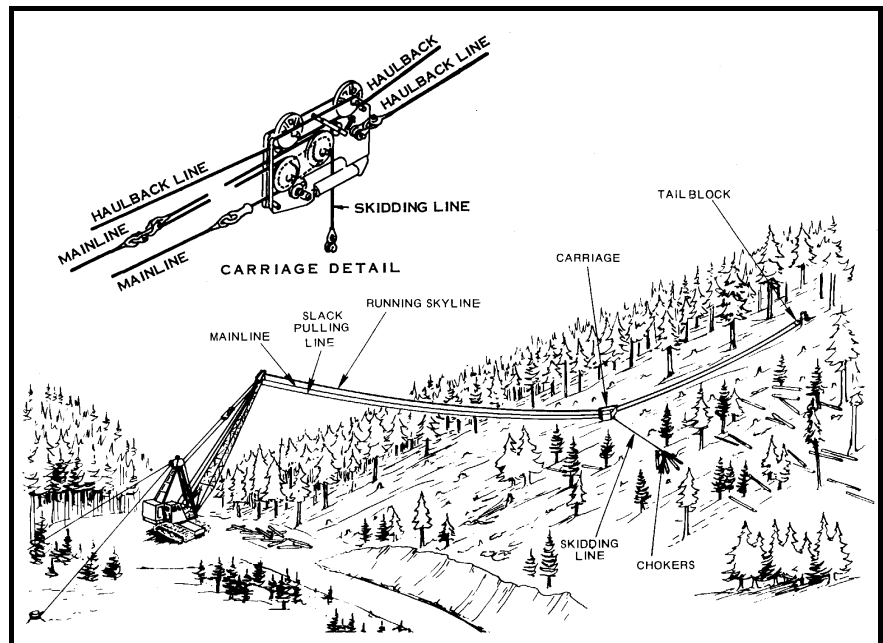 HAULBACK
HAULBACK LINE
HAULBACK LINE
MAINLINE
MAINLINE
SKIDDING LINE
CARRIAGE DETAIL
TAIL BLOCK
CARRIAGE
MAINLINE
SLACK
PULLING
LINE
RUNNING SKYLINE
SKIDDING
LINE
CHOKERS